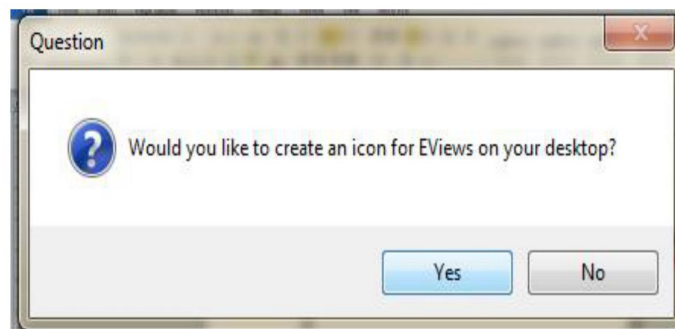 Question
Would you like to create an icon for EViews on your desktop?
Yes
No